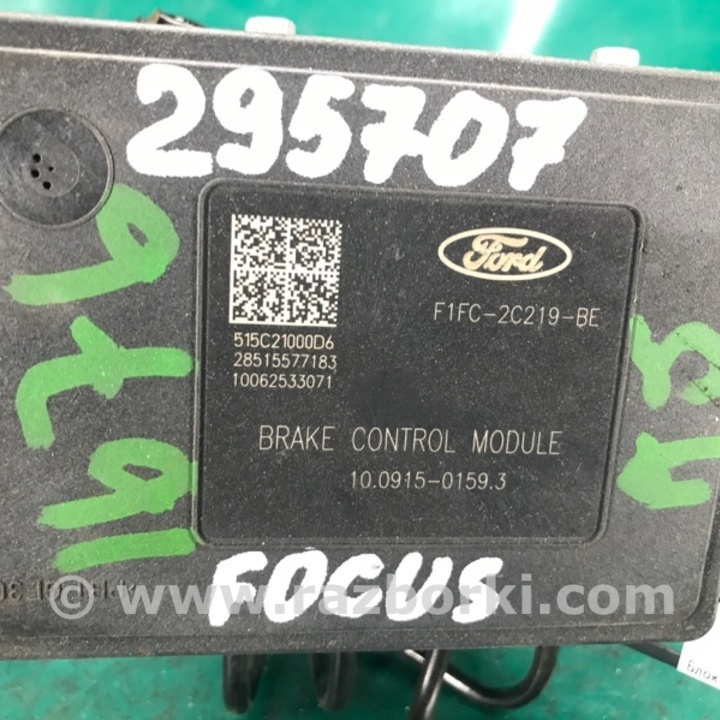 295707
Ford
F1FC-2C219-BE
515C21000D6
28515577183
10062533071
BRAKE CONTROL MODULE
10.0915-0159.3
FOCUS
© www.razborki.com
Блок